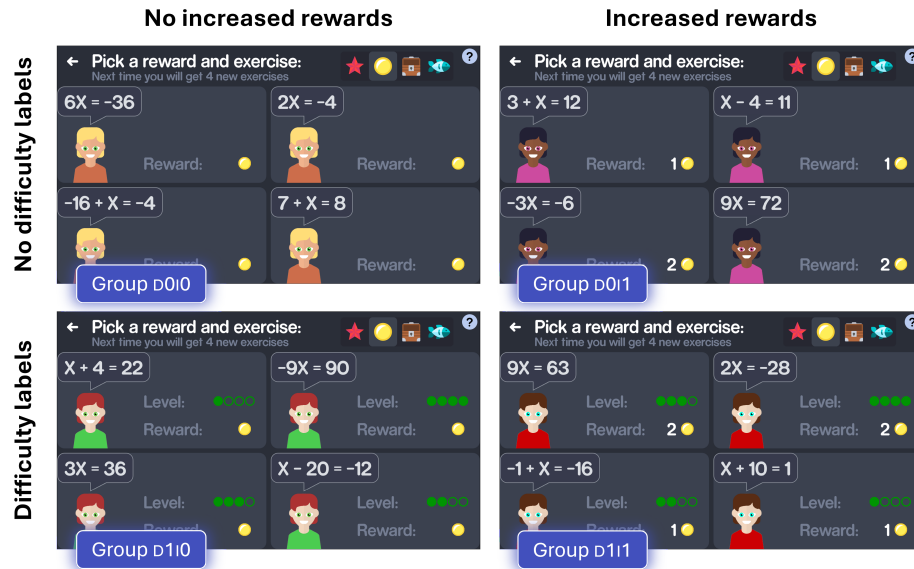 No increased rewards
Increased rewards
No difficulty labels
Pick a reward and exercise:
Next time you will get 4 new exercises
?
6X = -36
2X = -4
Reward:
Reward:
-16 + X = -4
7 + X = 8
Reward:
Group D0I0
Pick a reward and exercise:
Next time you will get 4 new exercises
?
3 + X = 12
X - 4 = 11
Reward: 1
Reward: 1
-3X = -6
9X = 72
Reward: 2
Reward: 2
Group D0I1
Difficulty labels
Pick a reward and exercise:
Next time you will get 4 new exercises
?
X + 4 = 22
-9X = 90
Level:
Level:
Reward:
Reward:
3X = 36
X - 20 = -12
Level:
Level:
Reward:
Reward:
Group D1I0
Pick a reward and exercise:
Next time you will get 4 new exercises
?
9X = 63
2X = -28
Level:
Level:
Reward: 2
Reward: 2
-1 + X = -16
X + 10 = 1
Level:
Level:
Reward: 1
Reward: 1
Group D1I1